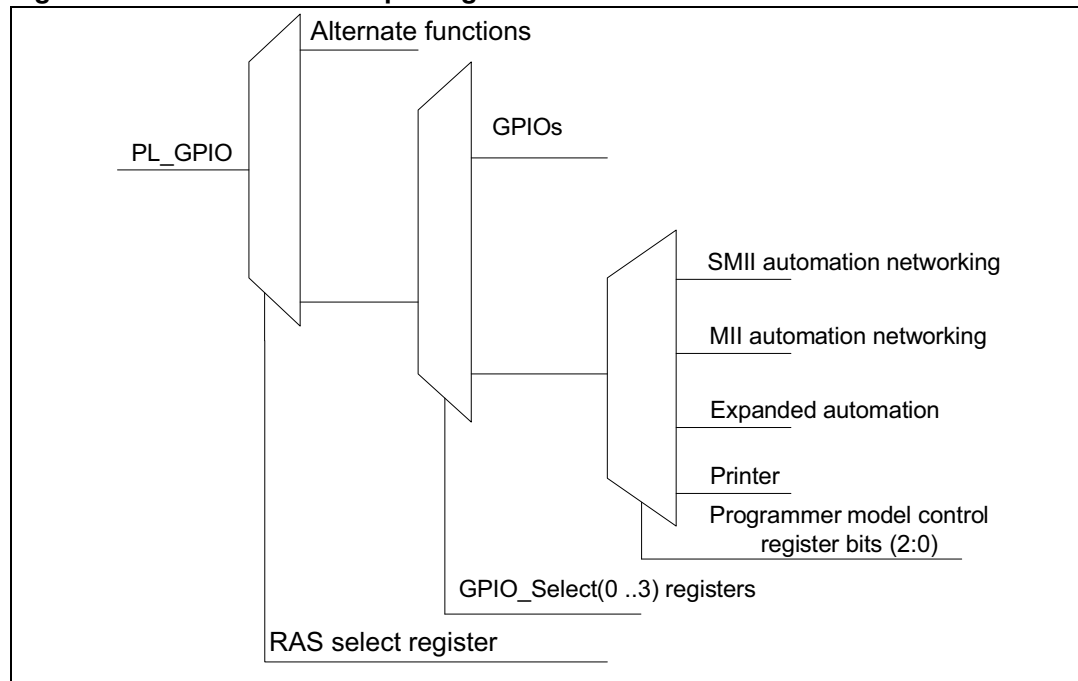 Alternate functions
GPIOs
PL_GPIO
SMII automation networking
MII automation networking
Expanded automation
Printer
Programmer model control
register bits (2:0)
GPIO_Select(0 ..3) registers
RAS select register